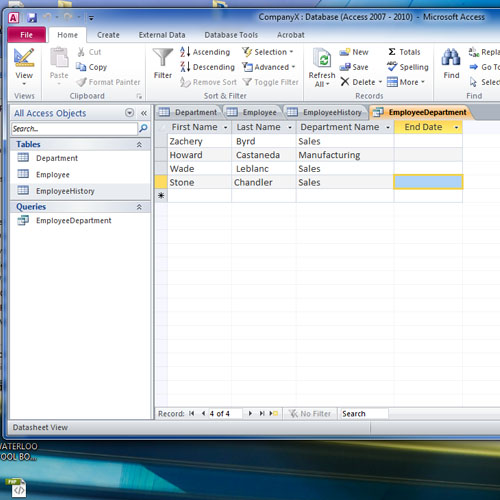 CompanyX : Database (Access 2007 - 2010) - Microsoft Access
File Home Create External Data Database Tools Acrobat
View
Views
Paste
Cut
Copy
Format Painter
Clipboard
Filter
Ascending
Descending
Remove Sort
Selection
Advanced
Toggle Filter
Sort & Filter
Refresh All
New
Save
Delete
Totals
Spelling
More
Records
Find
Repla
Go To
Selec
Find
All Access Objects
Search...
Tables
Department
Employee
EmployeeHistory
Queries
EmployeeDepartment
Department Employee EmployeeHistory EmployeeDepartment
First Name Last Name Department Name End Date
Zachery Byrd Sales
Howard Castaneda Manufacturing
Wade Leblanc Sales
Stone Chandler Sales
Record: 4 of 4 No Filter Search
Datasheet View
WATERLOO
OOL BO...
PHP